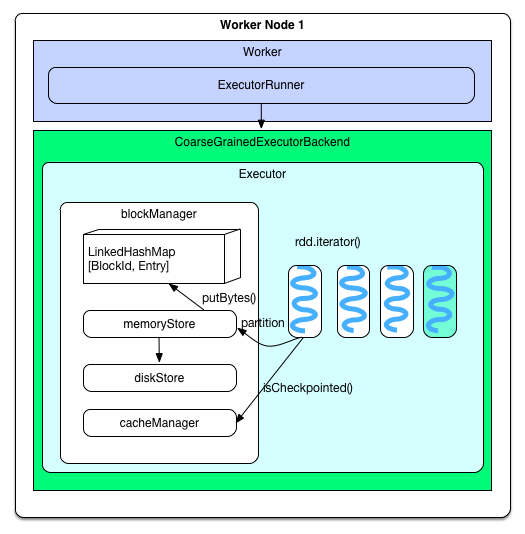 Worker Node 1
Worker
ExecutorRunner
CoarseGrainedExecutorBackend
Executor
blockManager
LinkedHashMap
[BlockId, Entry]
rdd.iterator()
putBytes()
memoryStore
partition
diskStore
isCheckpointed()
cacheManager